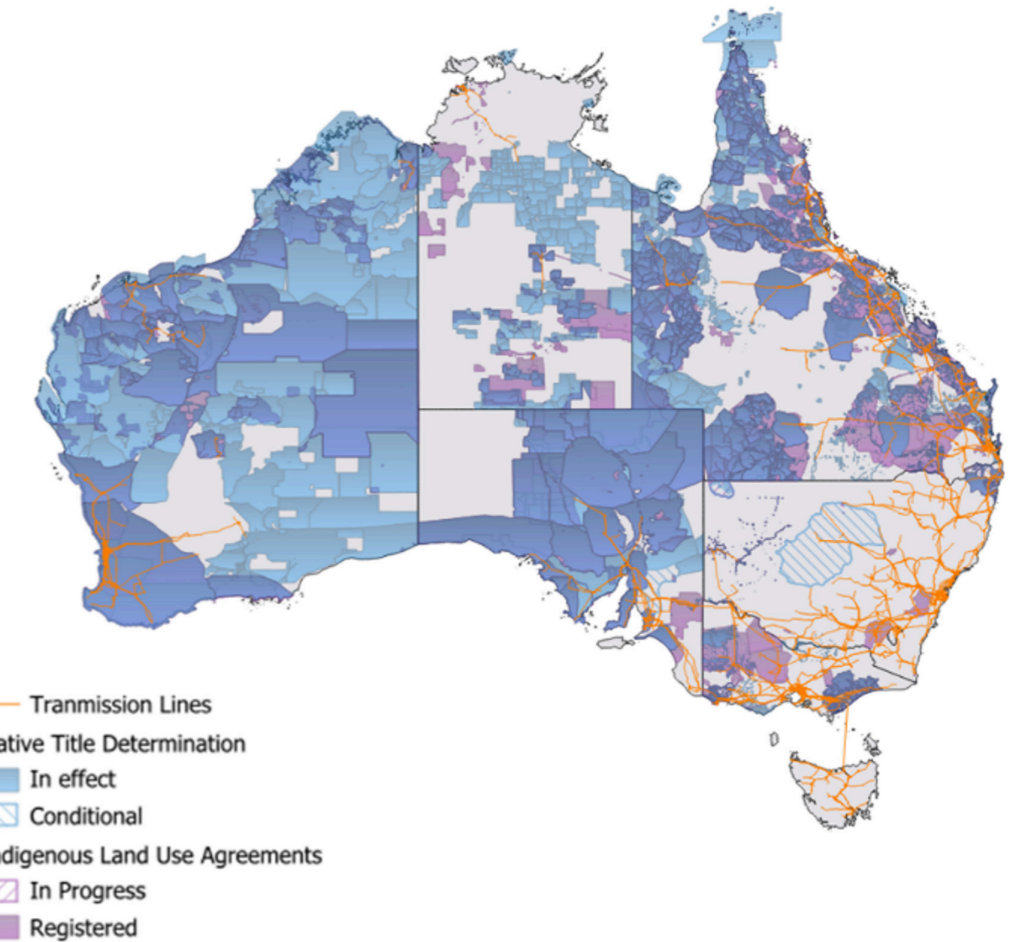 Tranmission Lines
ative Title Determination
In effect
Conditional
digenous Land Use Agreements
In Progress
Registered